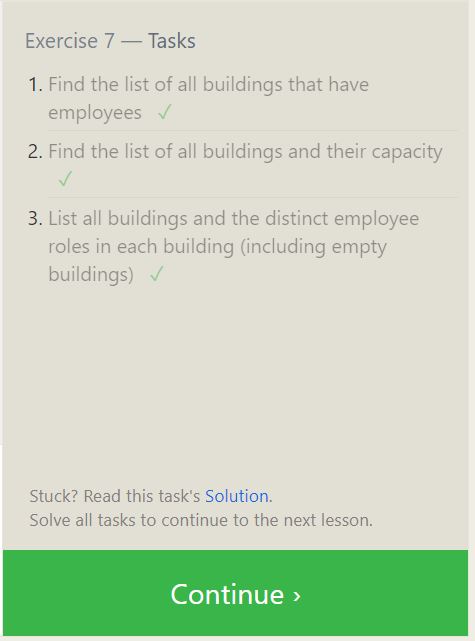 Exercise 7 — Tasks
1. Find the list of all buildings that have
employees ✓
2. Find the list of all buildings and their capacity
✓
3. List all buildings and the distinct employee
roles in each building (including empty
buildings) ✓
Stuck? Read this task's Solution.
Solve all tasks to continue to the next lesson.
Continue ›